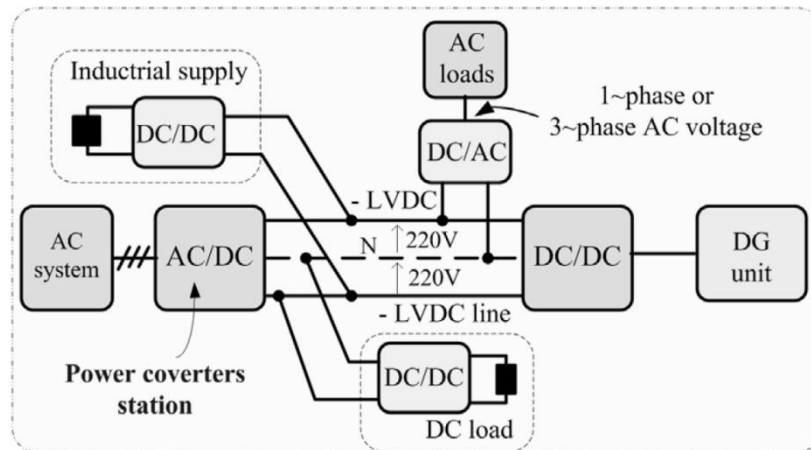 Inductrial supply
DC/DC
AC
loads
1~phase or
3~phase AC voltage
DC/AC
- LVDC
AC
system
AC/DC
N
220V
220V
DC/DC
DG
unit
- LVDC line
Power coverters
station
DC/DC
DC load